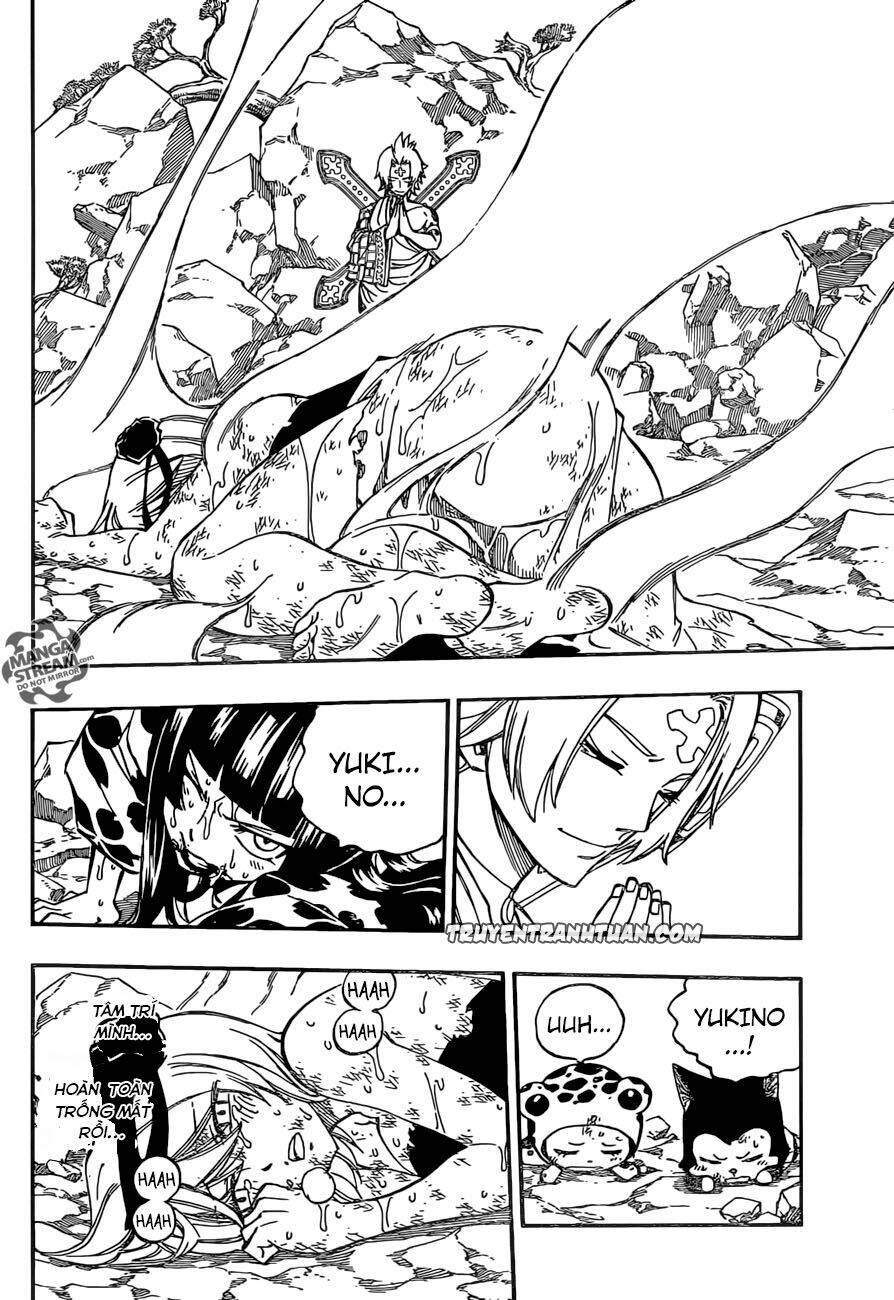 MANGA
STREAM.com
DO NOT MIRROR
YUKI...
NO...
TRUYENTRANHTUAN.COM
HAAH
HAAH
TÂM TRÍ
MÌNH...
HOÀN TOÀN
TRỐNG MẤT
RỒI...
HAAH
HAAH
UUH...
YUKINO
...!